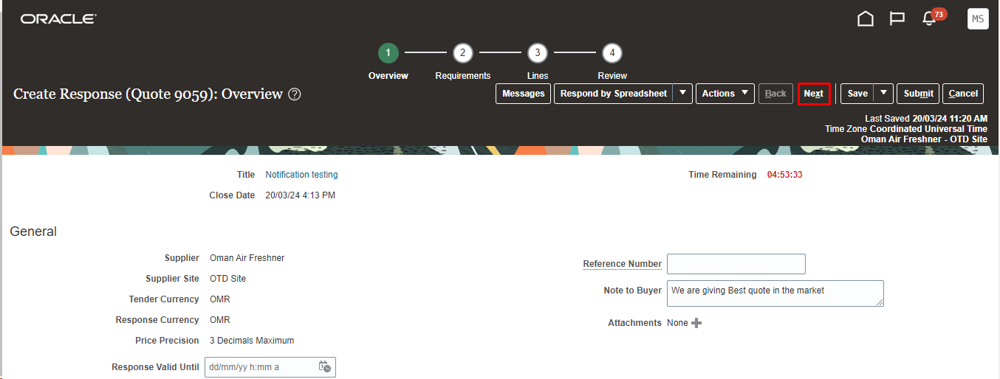 ORACLE
73
MS
1 2 3 4
Overview Requirements Lines Review
Create Response (Quote 9059): Overview ?
Messages Respond by Spreadsheet Actions Back Next Save Submit Cancel
Last Saved 20/03/24 11:20 AM
Time Zone Coordinated Universal Time
Oman Air Freshner - OTD Site
Title Notification testing
Time Remaining 04:53:33
Close Date 20/03/24 4:13 PM
General
Supplier Oman Air Freshner
Supplier Site OTD Site
Tender Currency OMR
Response Currency OMR
Price Precision 3 Decimals Maximum
Response Valid Until dd/mm/yy h:mm a
Reference Number
Note to Buyer We are giving Best quote in the market
Attachments None